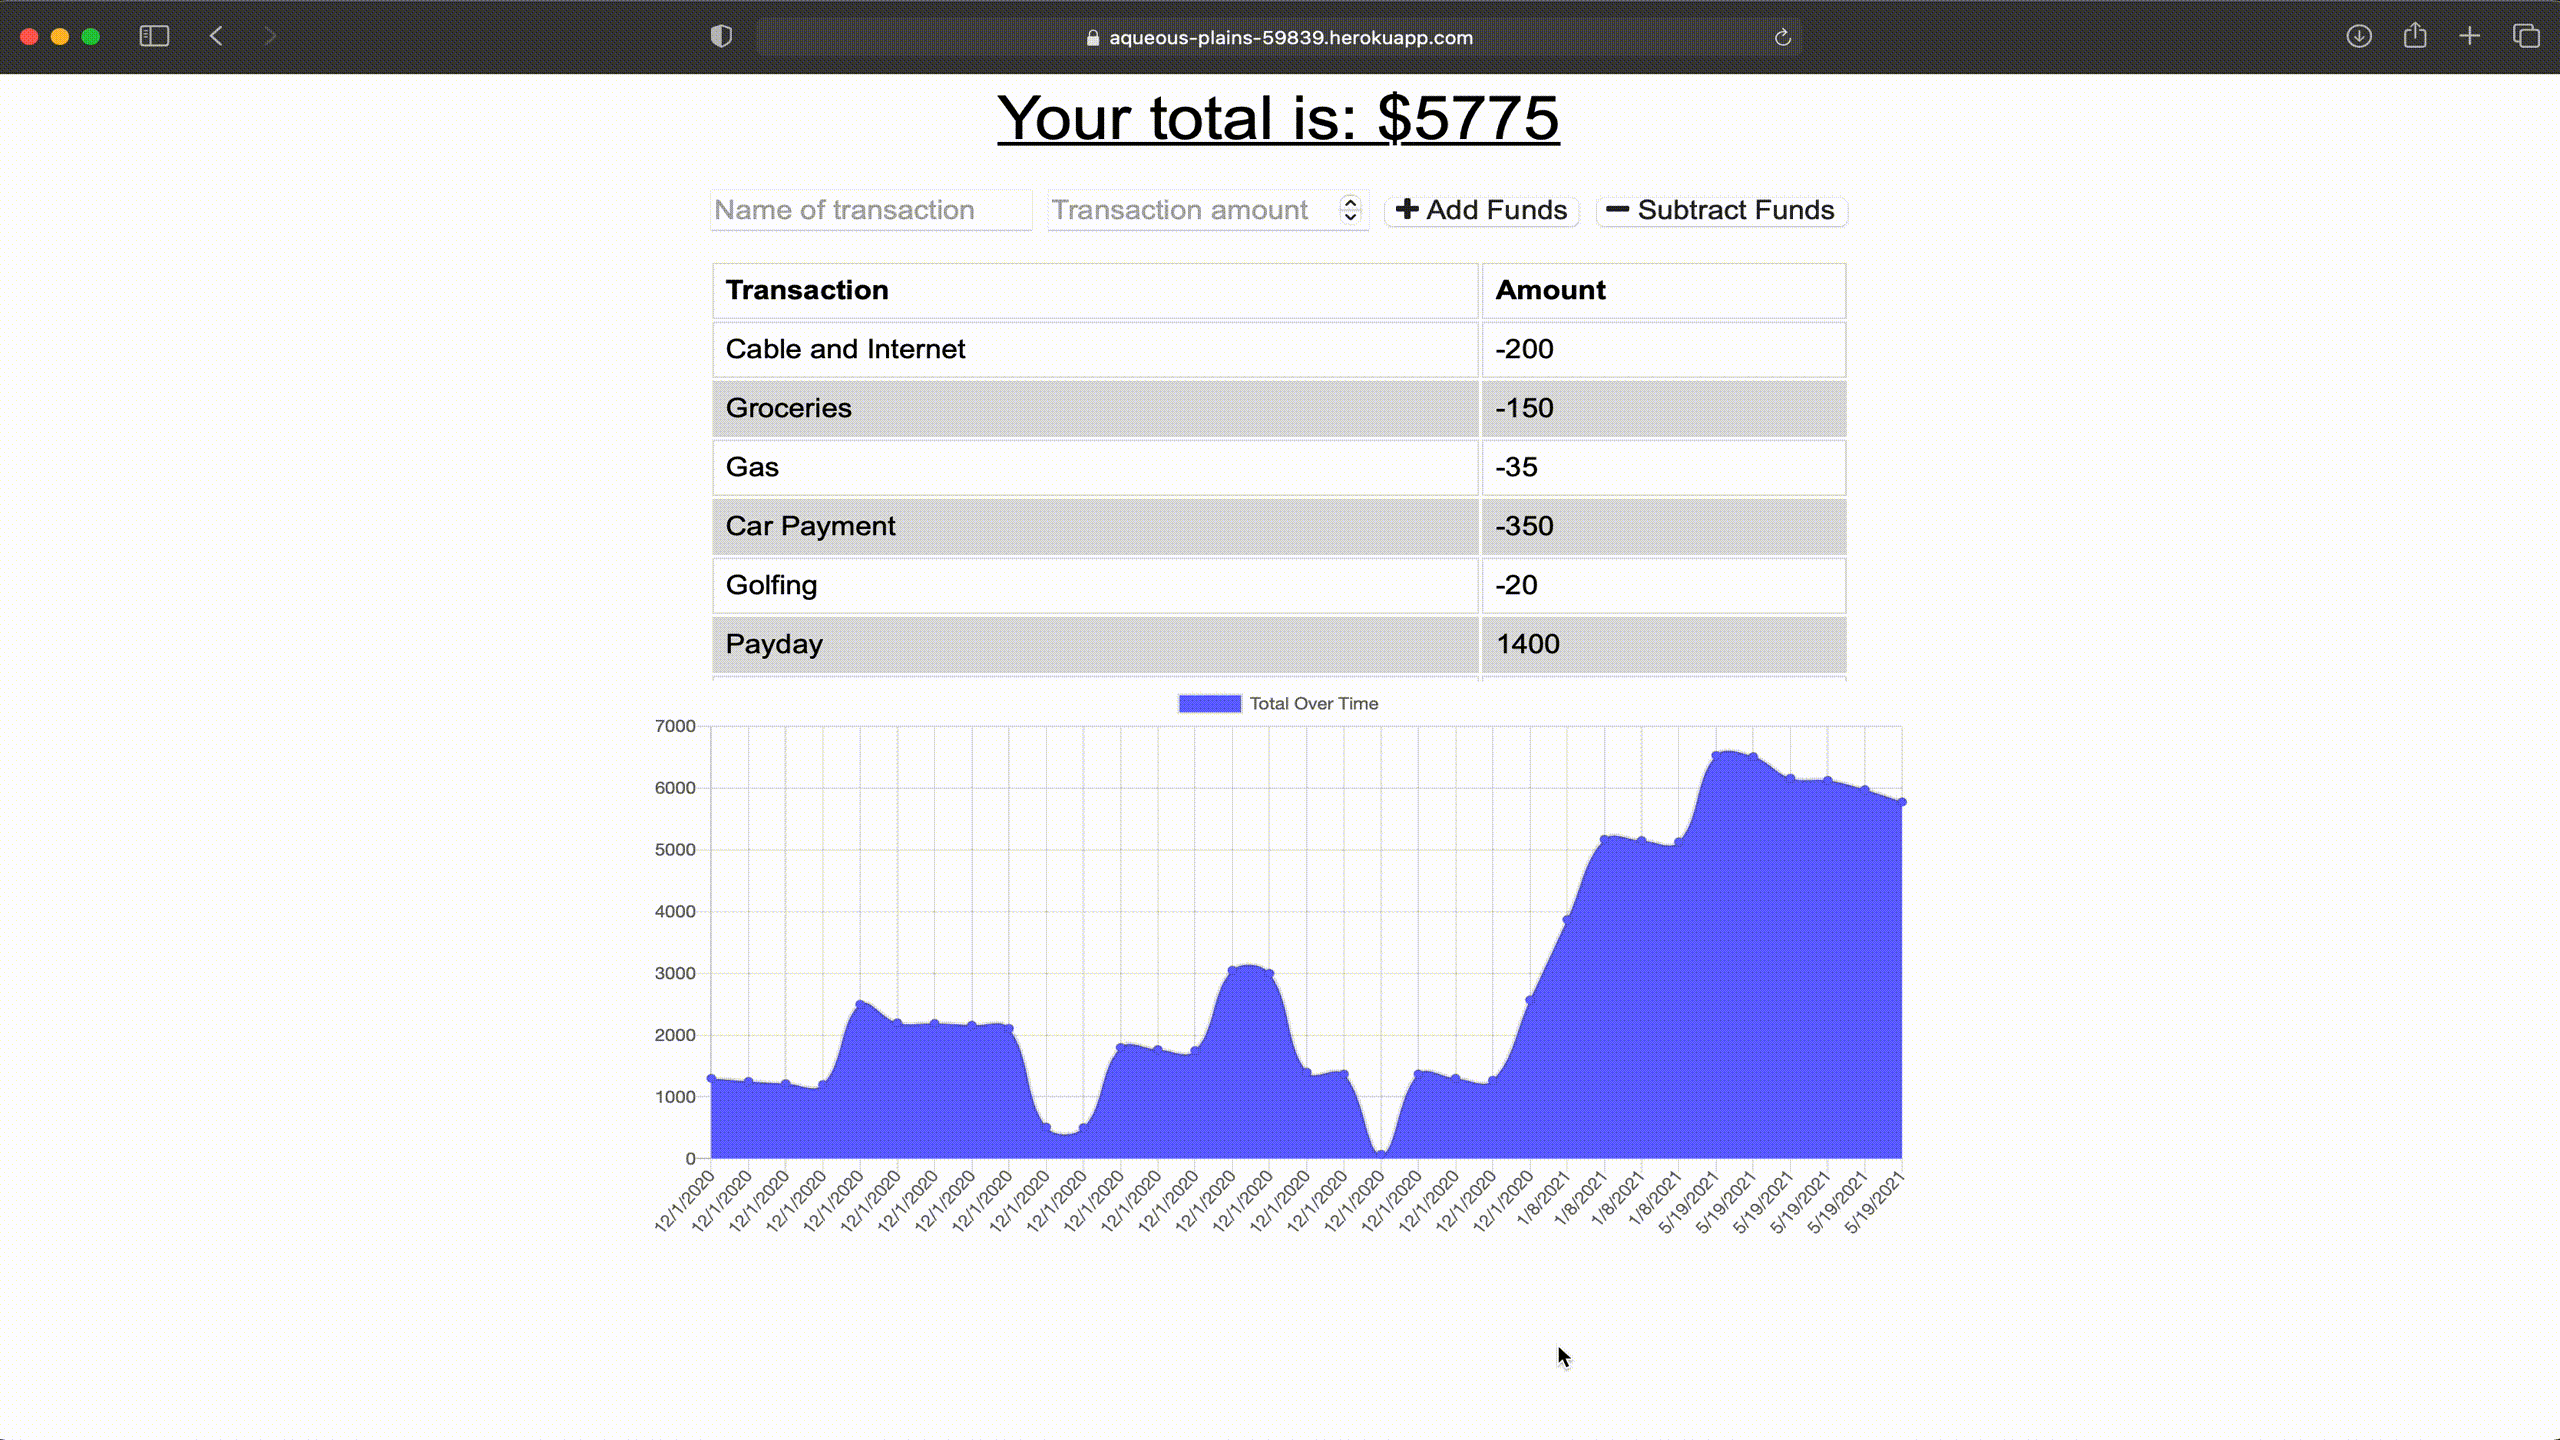 aqueous-plains-59839.herokuapp.com
Your total is: $5775
Name of transaction Transaction amount Add Funds Subtract Funds
Transaction Amount
Cable and Internet -200
Groceries -150
Gas -35
Car Payment -350
Golfing -20
Payday 1400
Total Over Time
7000
6000
5000
4000
3000
2000
1000
0
12/1/2020 12/1/2020 12/1/2020 12/1/2020 12/1/2020 12/1/2020 12/1/2020 12/1/2020 12/1/2020 12/1/2020 12/1/2020 12/1/2020 12/1/2020 12/1/2020 12/1/2020 12/1/2020 12/1/2020 12/1/2020 12/1/2020 12/1/2020 12/1/2020 12/1/2020 12/1/2020 1/8/2021 1/8/2021 1/8/2021 1/8/2021 5/19/2021 5/19/2021 5/19/2021 5/19/2021 5/19/2021 5/19/2021